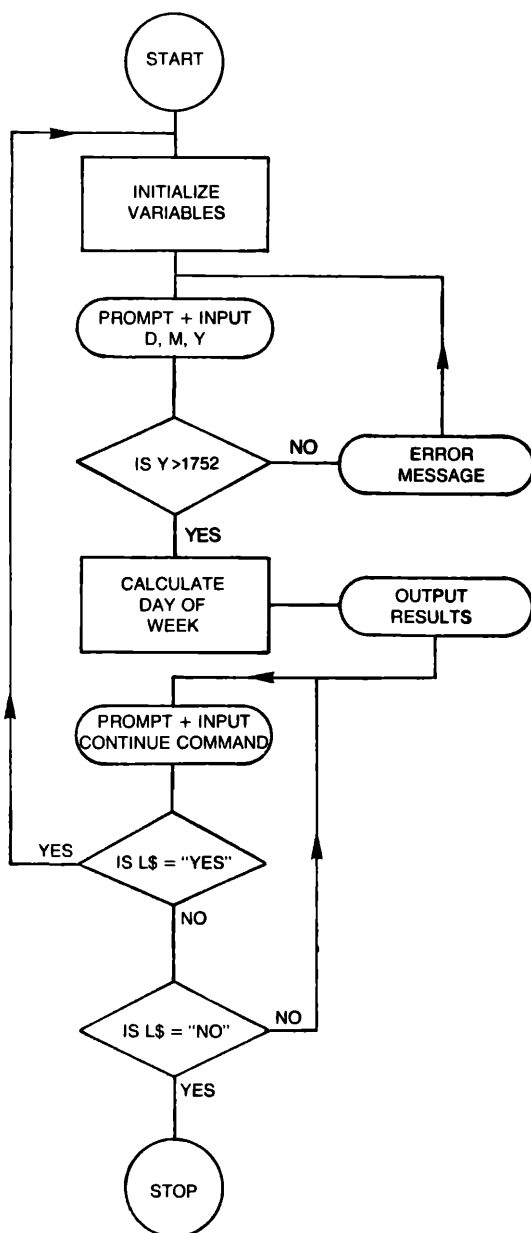 START
INITIALIZE
VARIABLES
PROMPT + INPUT
D, M, Y
IS Y>1752
NO
ERROR
MESSAGE
YES
CALCULATE
DAY OF
WEEK
OUTPUT
RESULTS
PROMPT + INPUT
CONTINUE COMMAND
YES
IS L$ = "YES"
NO
IS L$ = "NO"
NO
YES
STOP